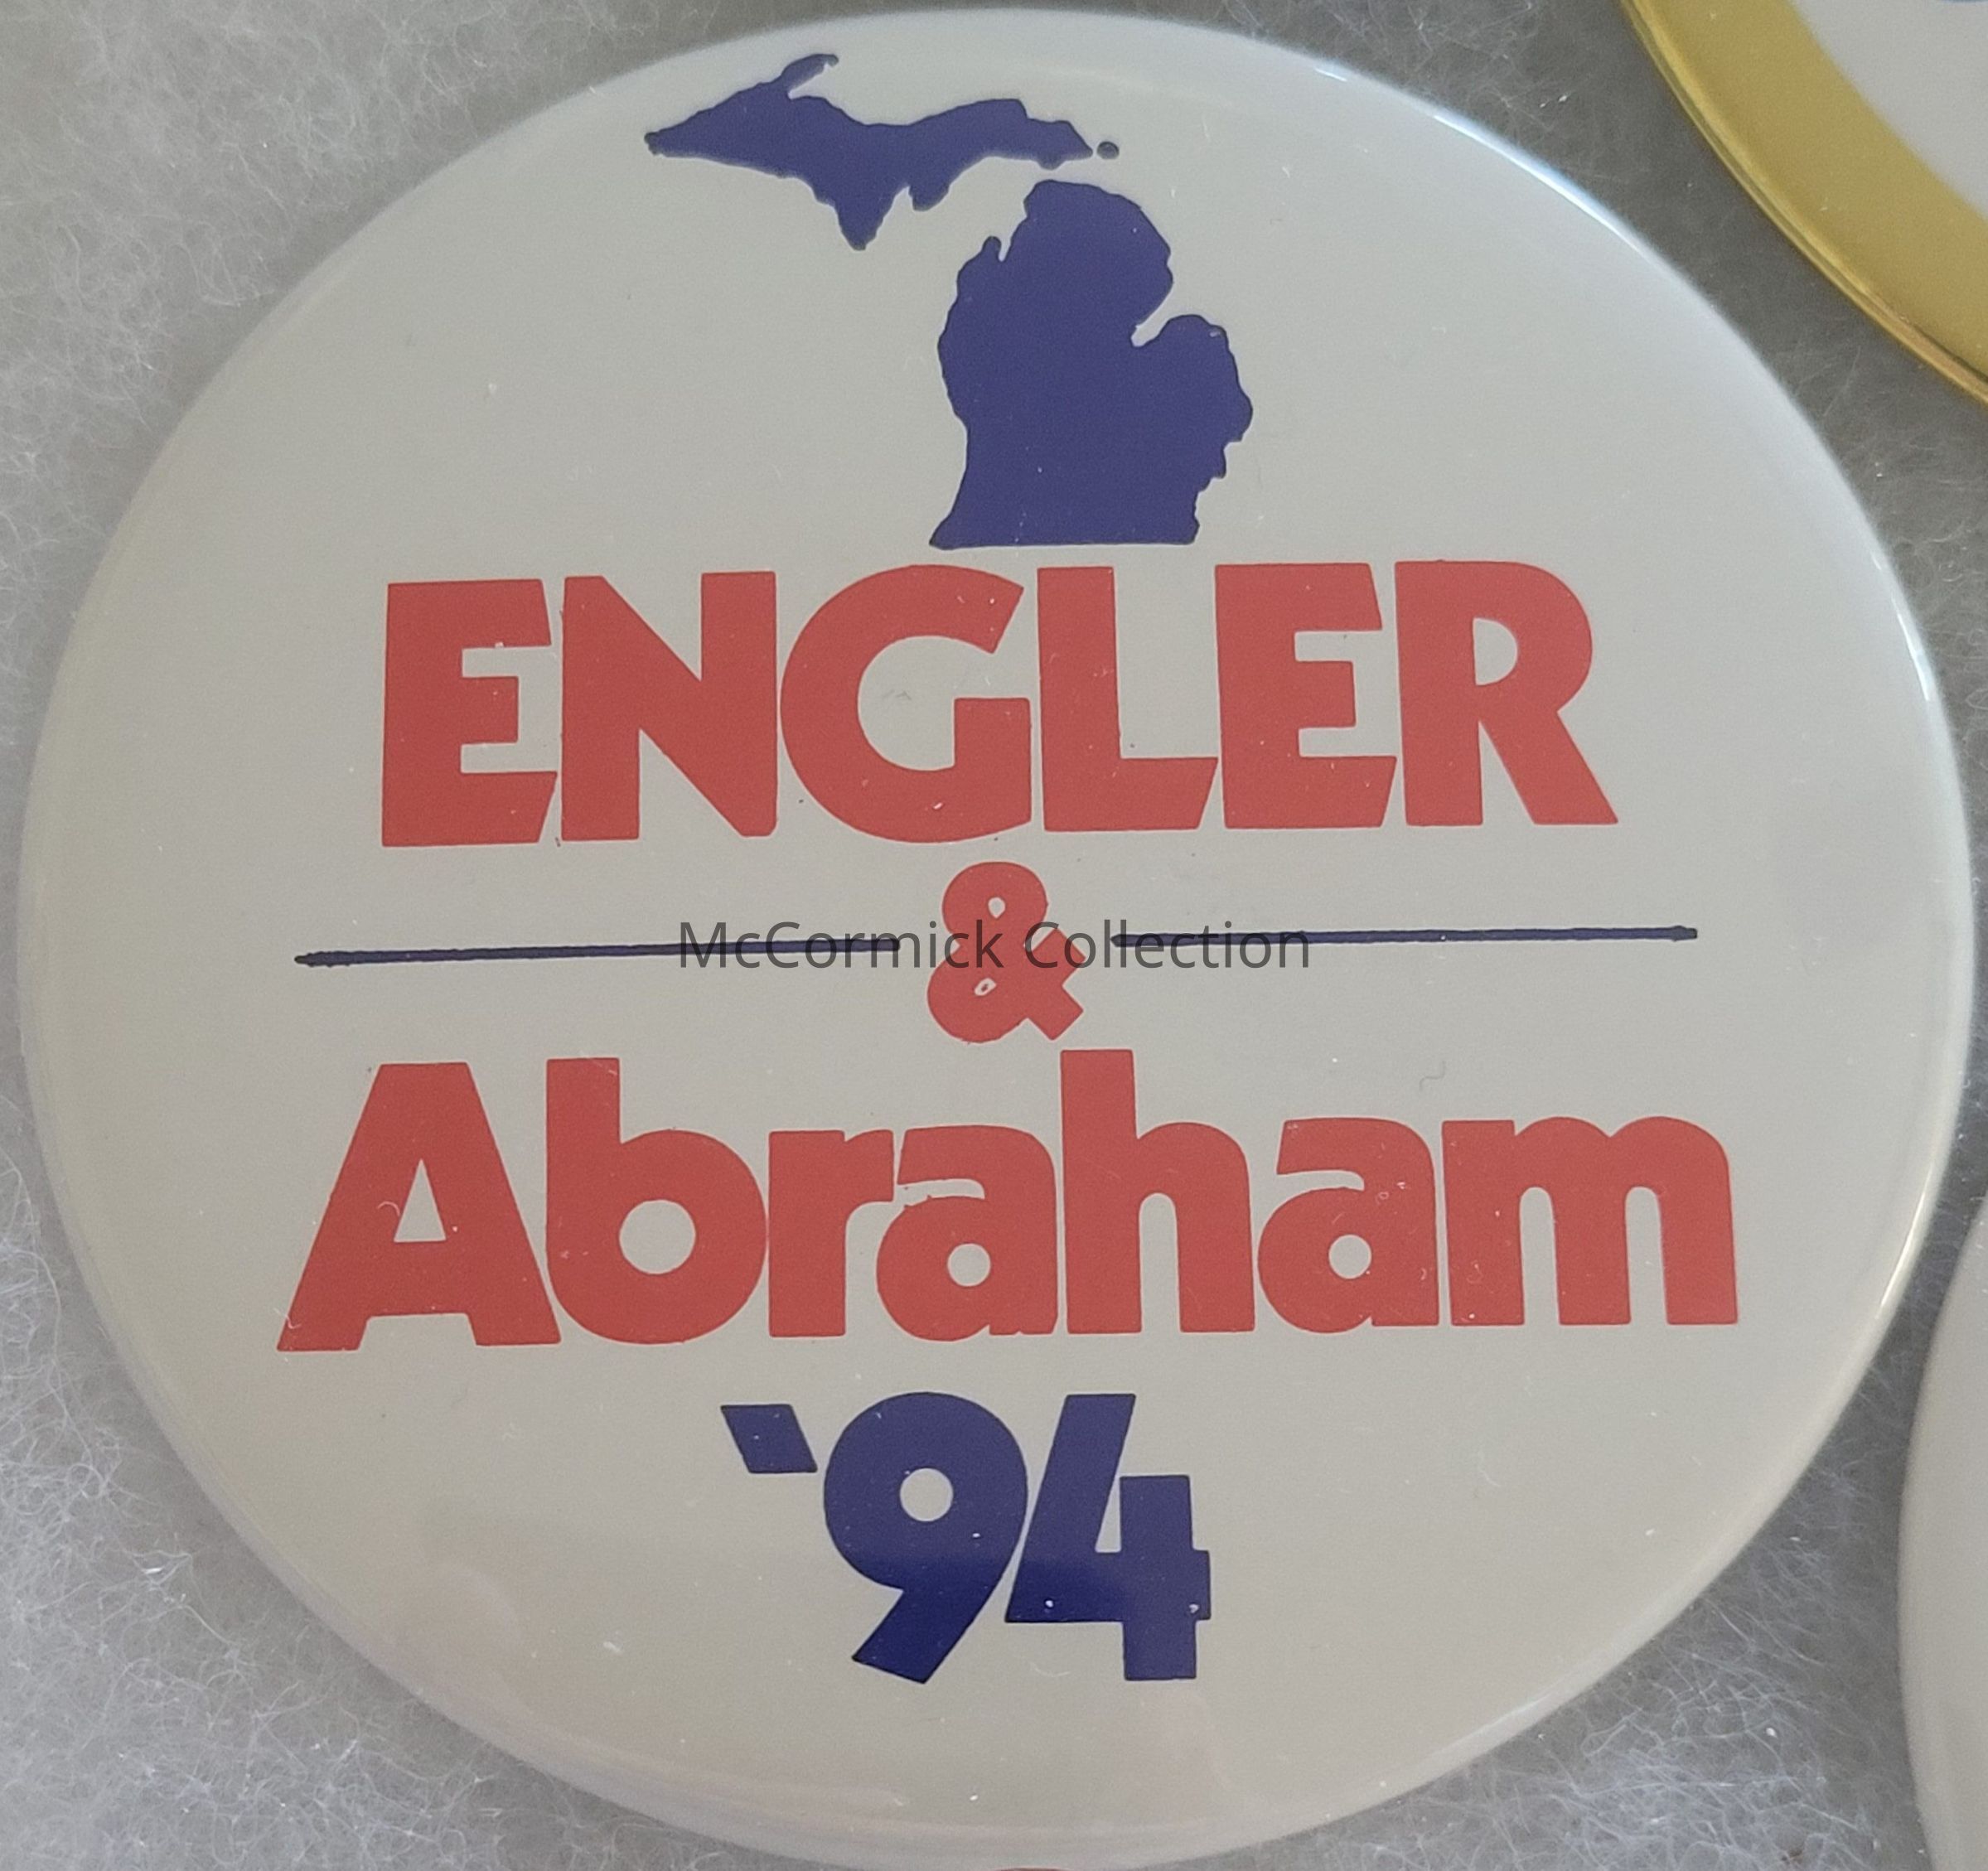 ENGLER
&
McCormick Collection
Abraham
'94